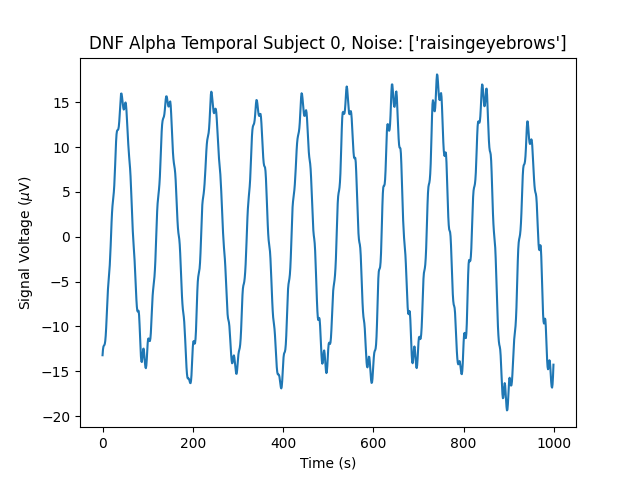 DNF Alpha Temporal Subject 0, Noise: ['raisingeyebrows']
Signal Voltage (μV)
15
10
5
0
−5
−10
−15
−20
0 200 400 600 800 1000
Time (s)